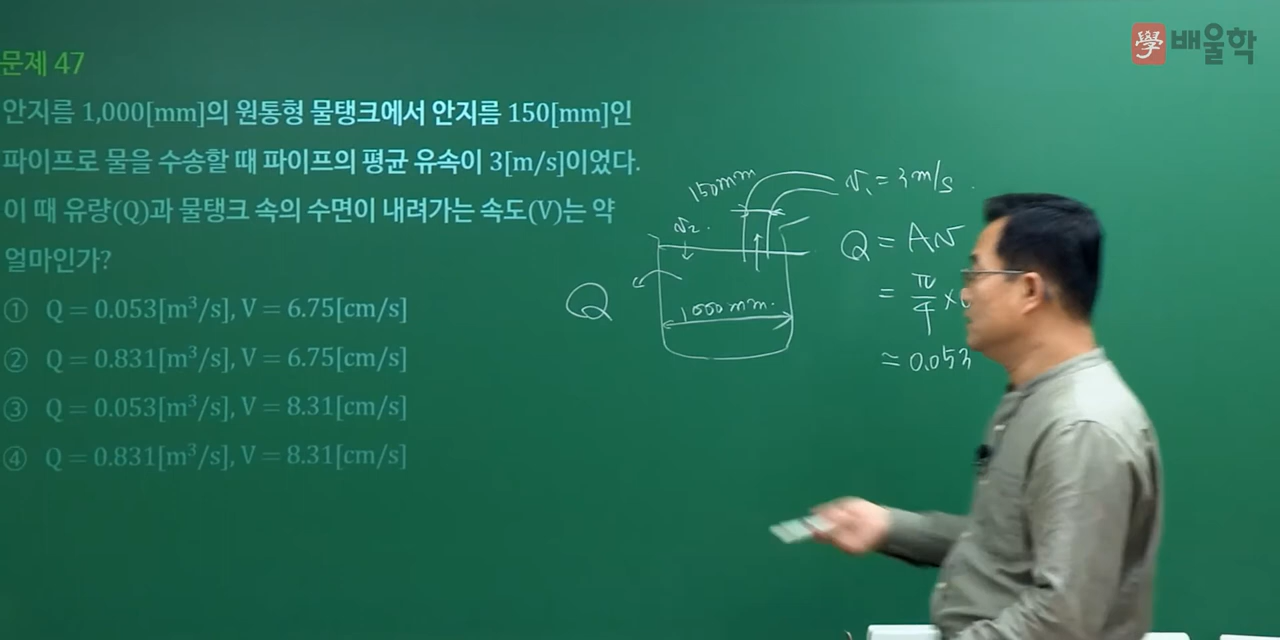 學 배울학
문제 47
안지름 1,000[mm]의 원통형 물탱크에서 안지름 150[mm]인
파이프로 물을 수송할 때 파이프의 평균 유속이 3[m/s]이었다.
이 때 유량(Q)과 물탱크 속의 수면이 내려가는 속도(V)는 약
얼마인가?
① Q = 0.053[m³/s], V = 6.75[cm/s]
② Q = 0.831[m³/s], V = 6.75[cm/s]
③ Q = 0.053[m³/s], V = 8.31[cm/s]
④ Q = 0.831[m³/s], V = 8.31[cm/s]
150mm
v₁ = 3m/s
v₂
Q
1000mm
Q = Av
= π/4 ×
≃ 0.053